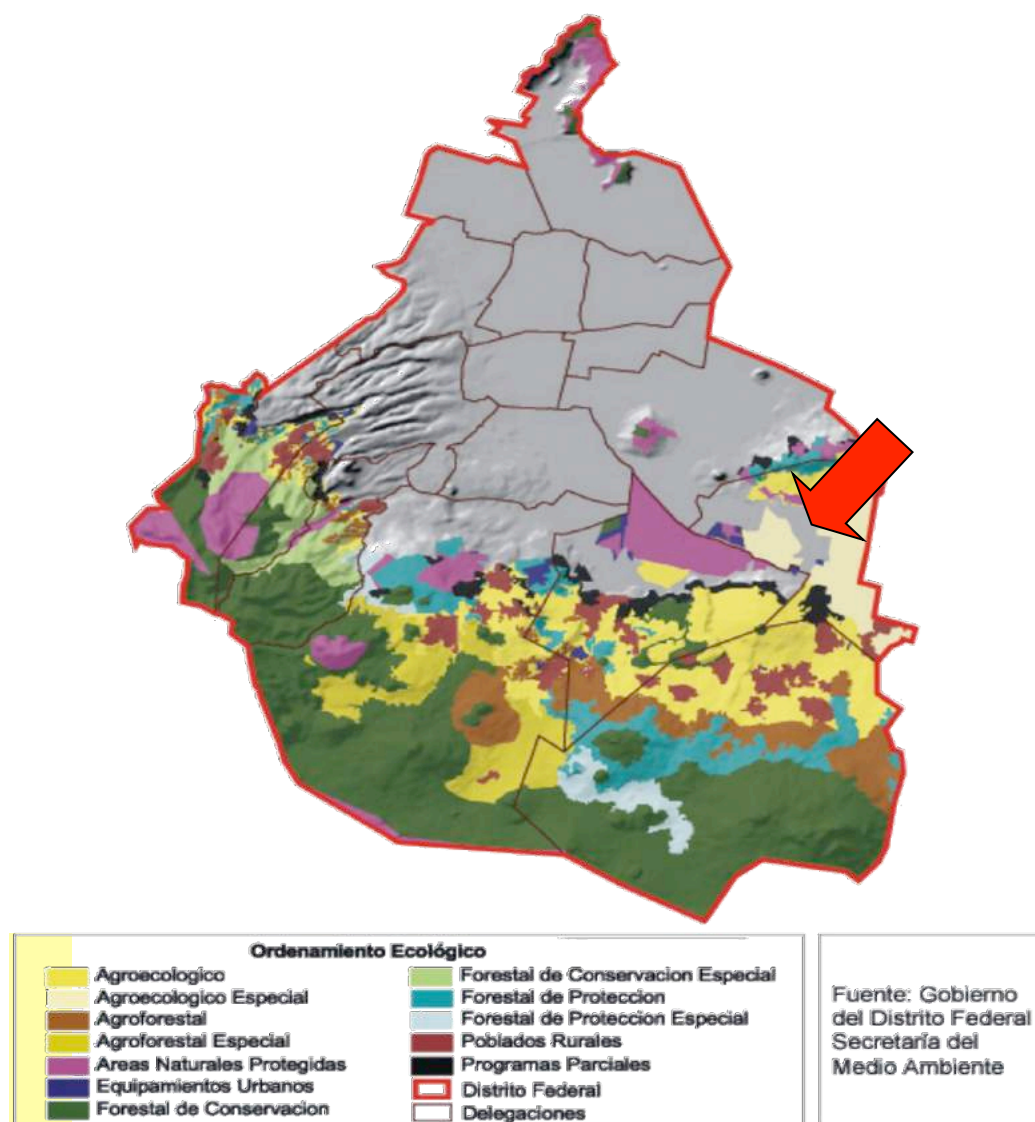 Ordenamiento Ecológico
Agroecologico
Agroecologico Especial
Agroforestal
Agroforestal Especial
Areas Naturales Protegidas
Equipamientos Urbanos
Forestal de Conservacion
Forestal de Conservacion Especial
Forestal de Proteccion
Forestal de Proteccion Especial
Poblados Rurales
Programas Parciales
Distrito Federal
Delegaciones
Fuente: Gobierno
del Distrito Federal
Secretaría del
Medio Ambiente